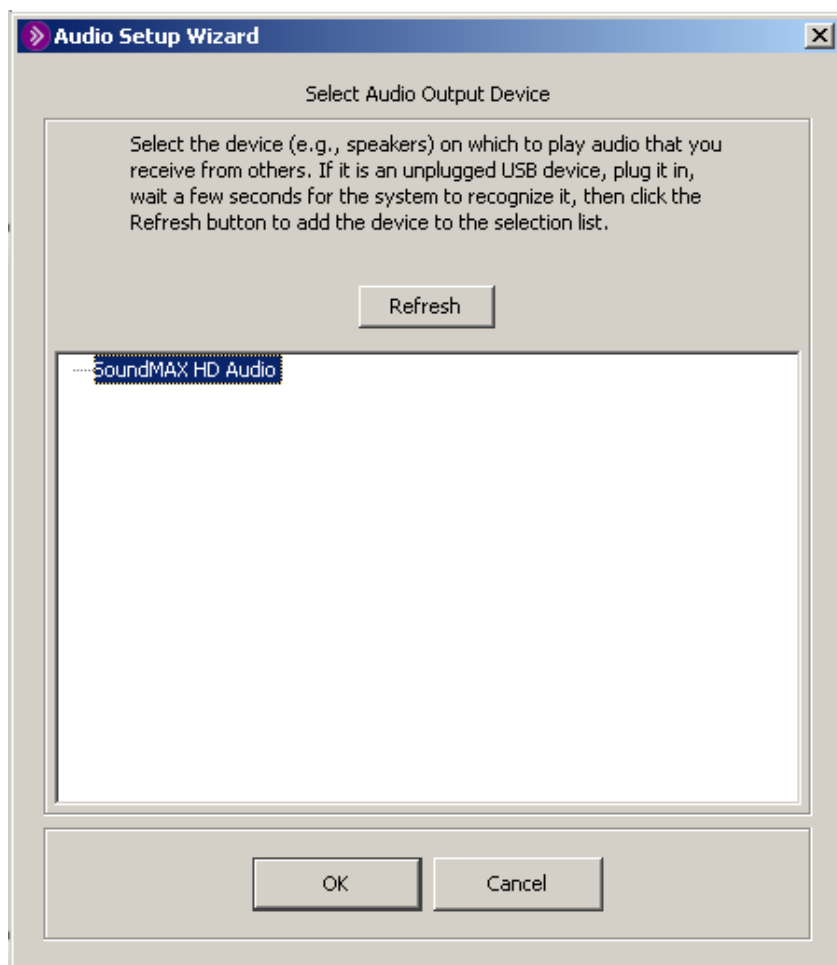 Audio Setup Wizard
Select Audio Output Device
Select the device (e.g., speakers) on which to play audio that you
receive from others. If it is an unplugged USB device, plug it in,
wait a few seconds for the system to recognize it, then click the
Refresh button to add the device to the selection list.
Refresh
SoundMAX HD Audio
OK
Cancel